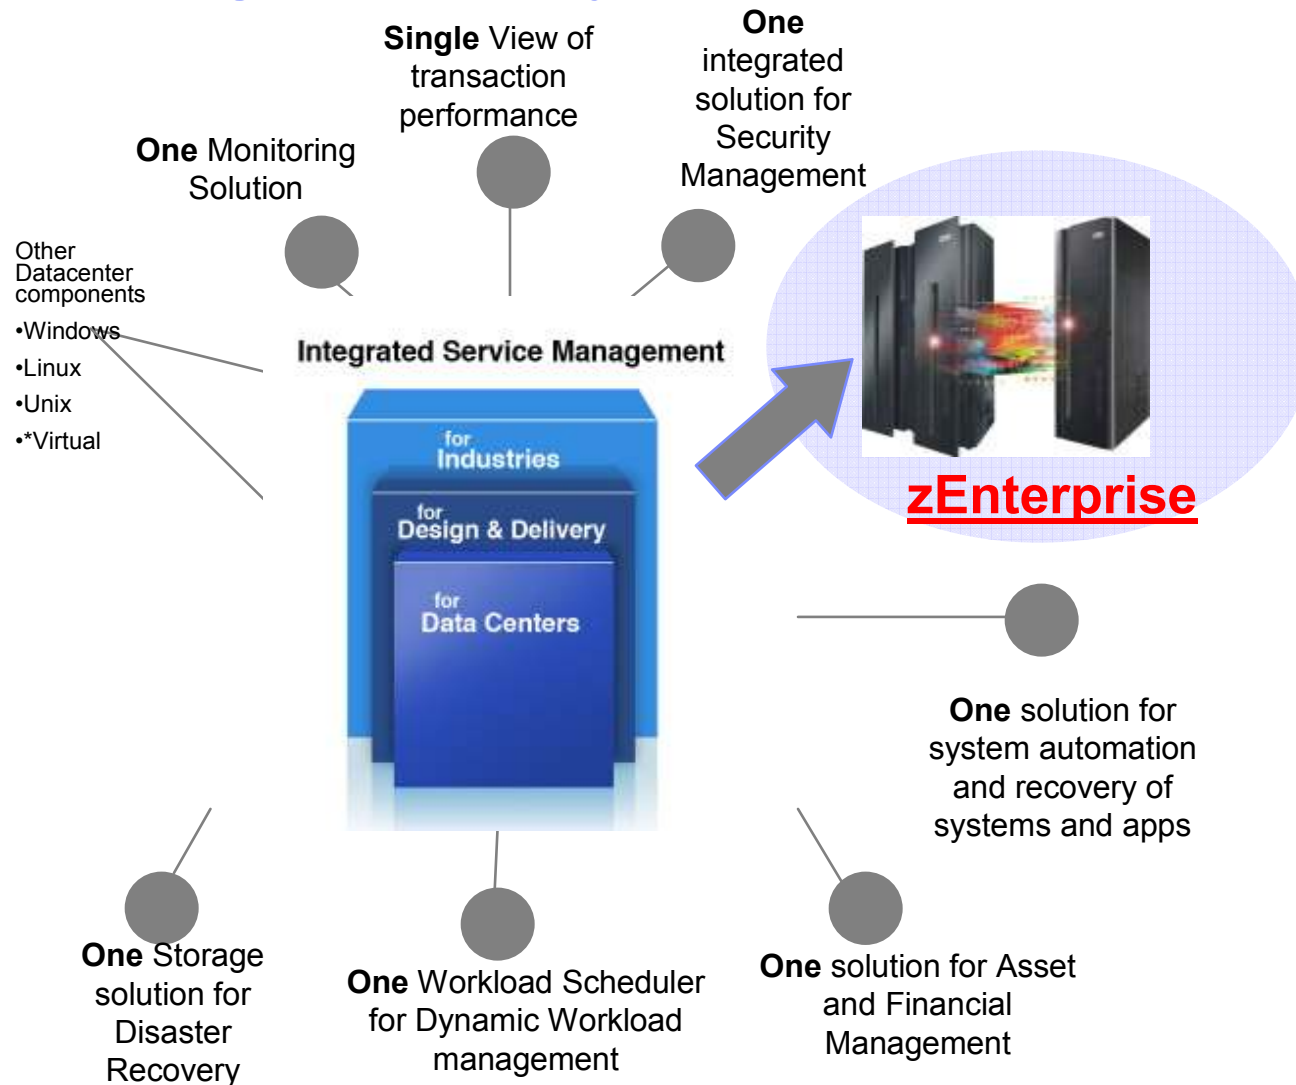 Single View of
transaction
performance
One
integrated
solution for
Security
Management
One Monitoring
Solution
Other
Datacenter
components
•Windows
•Linux
•Unix
•*Virtual
Integrated Service Management
for
Industries
for
Design & Delivery
for
Data Centers
zEnterprise
One solution for
system automation
and recovery of
systems and apps
One Storage
solution for
Disaster
Recovery
One Workload Scheduler
for Dynamic Workload
management
One solution for Asset
and Financial
Management